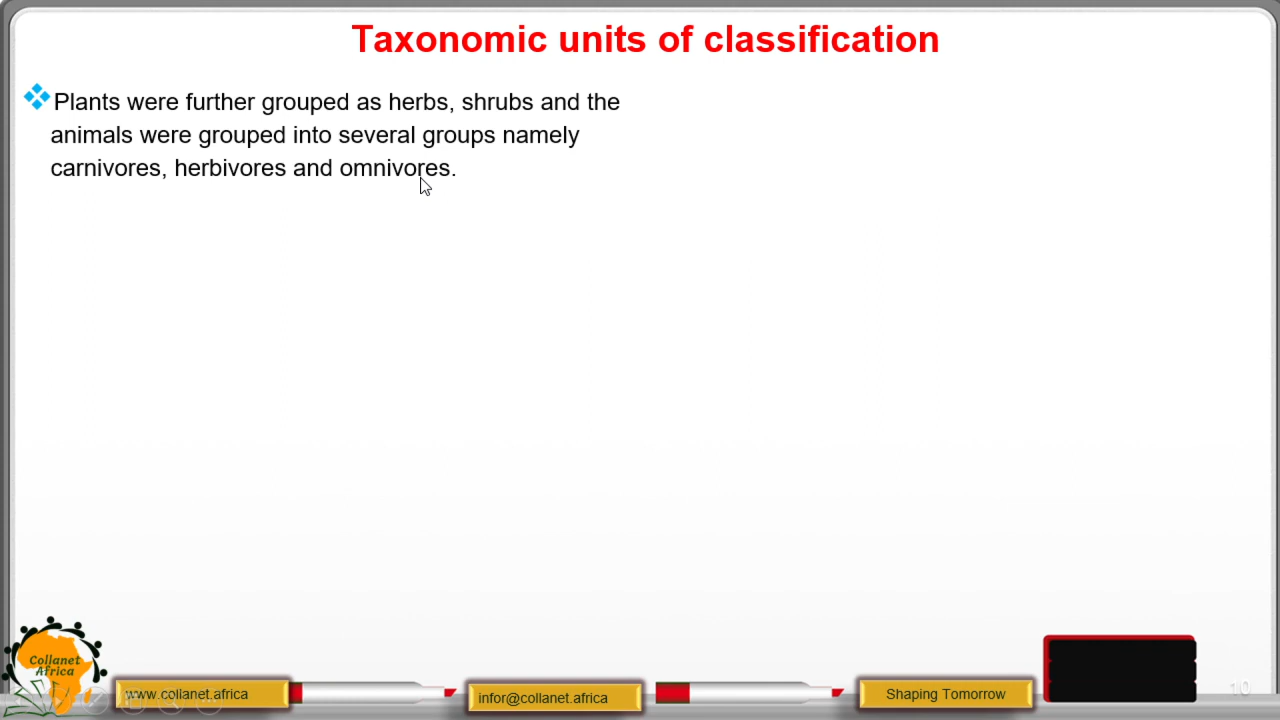 Taxonomic units of classification
Plants were further grouped as herbs, shrubs and the
animals were grouped into several groups namely
carnivores, herbivores and omnivores.
Collanet
Africa
www.collanet.africa
infor@collanet.africa
Shaping Tomorrow
10